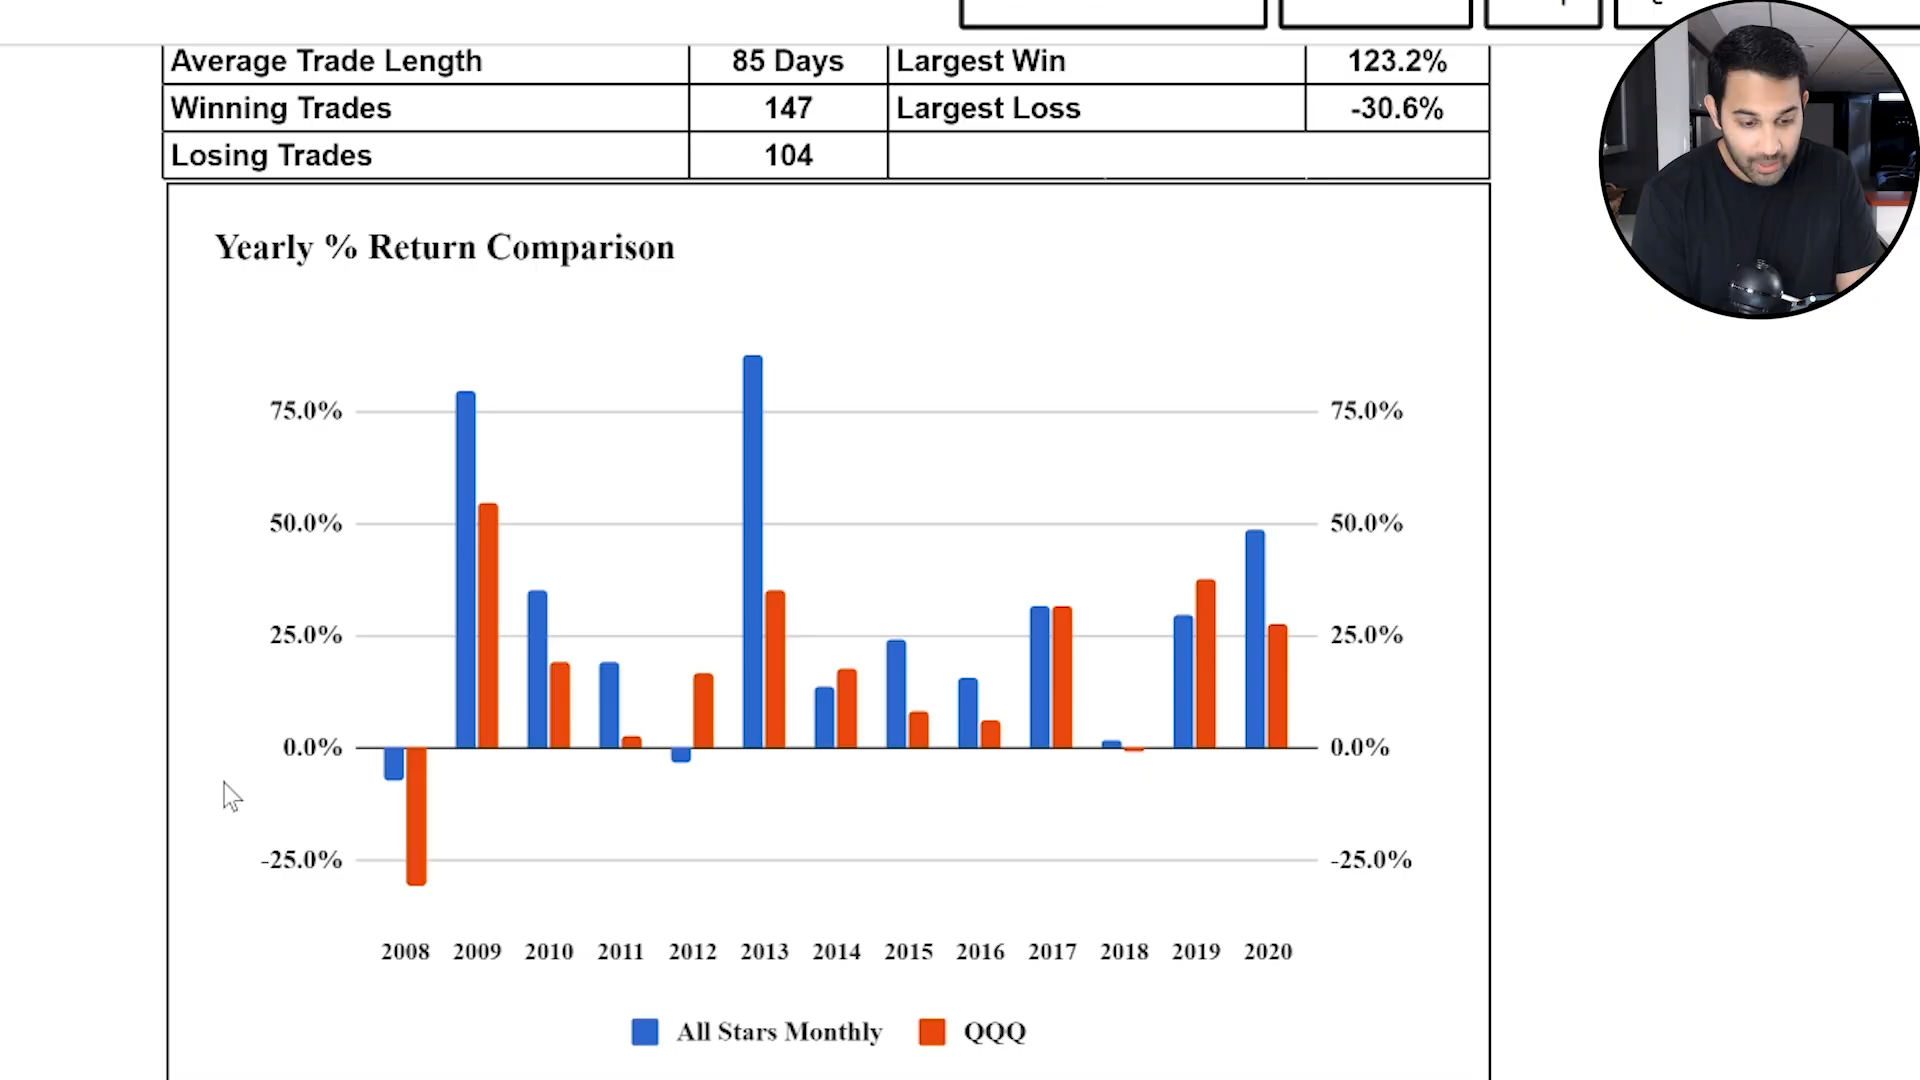 Average Trade Length 85 Days Largest Win 123.2%
Winning Trades 147 Largest Loss -30.6%
Losing Trades 104
Yearly % Return Comparison
75.0% 75.0%
50.0% 50.0%
25.0% 25.0%
0.0% 0.0%
-25.0% -25.0%
2008 2009 2010 2011 2012 2013 2014 2015 2016 2017 2018 2019 2020
All Stars Monthly QQQ